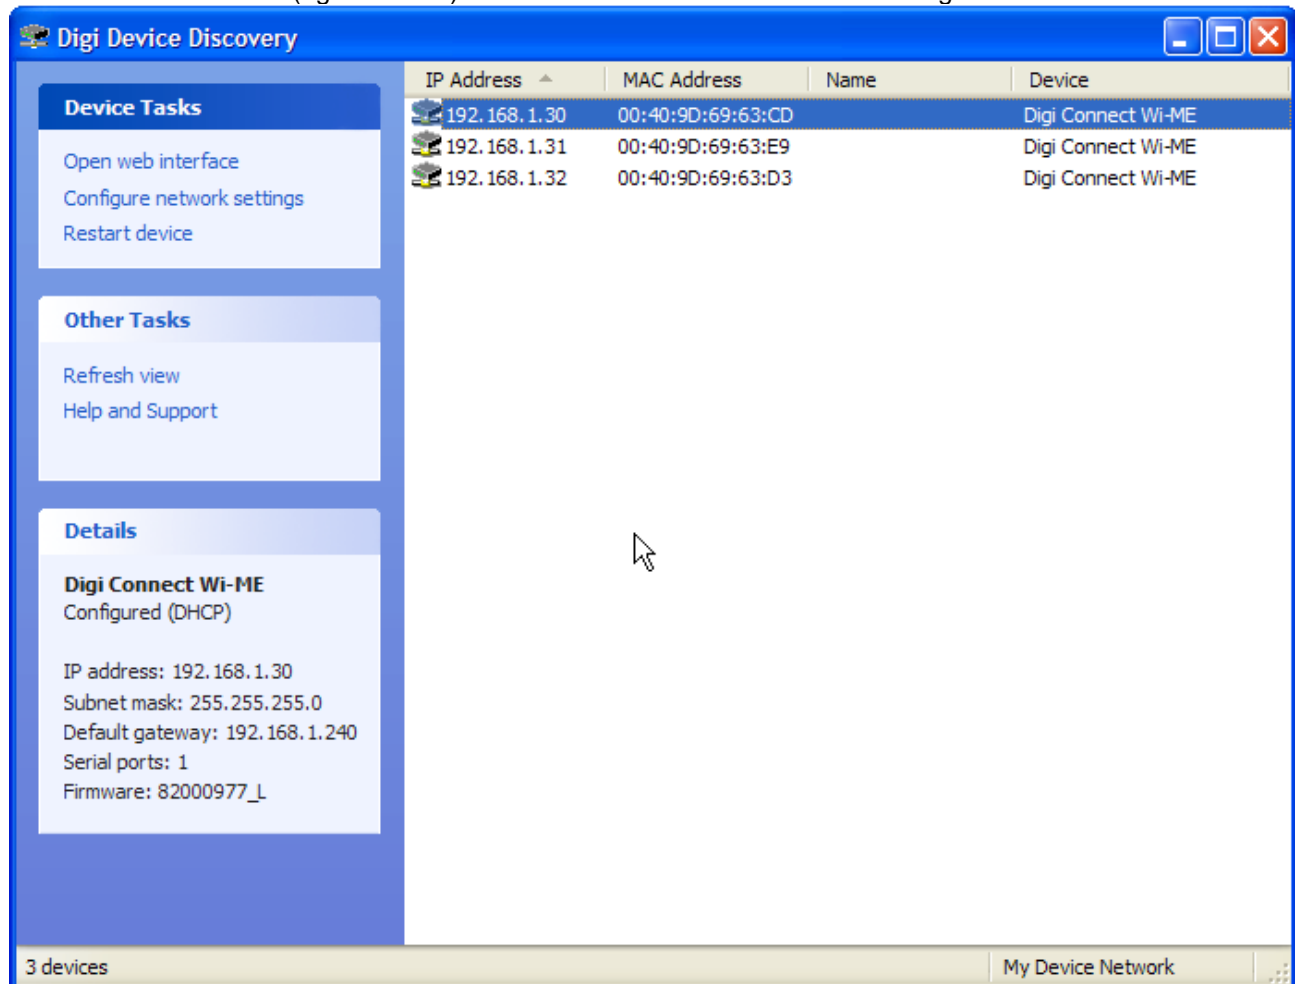 Digi Device Discovery
Device Tasks
Open web interface
Configure network settings
Restart device
Other Tasks
Refresh view
Help and Support
Details
Digi Connect Wi-ME
Configured (DHCP)
IP address: 192.168.1.30
Subnet mask: 255.255.255.0
Default gateway: 192.168.1.240
Serial ports: 1
Firmware: 82000977_L
IP Address MAC Address Name Device
192.168.1.30 00:40:9D:69:63:CD Digi Connect Wi-ME
192.168.1.31 00:40:9D:69:63:E9 Digi Connect Wi-ME
192.168.1.32 00:40:9D:69:63:D3 Digi Connect Wi-ME
3 devices My Device Network